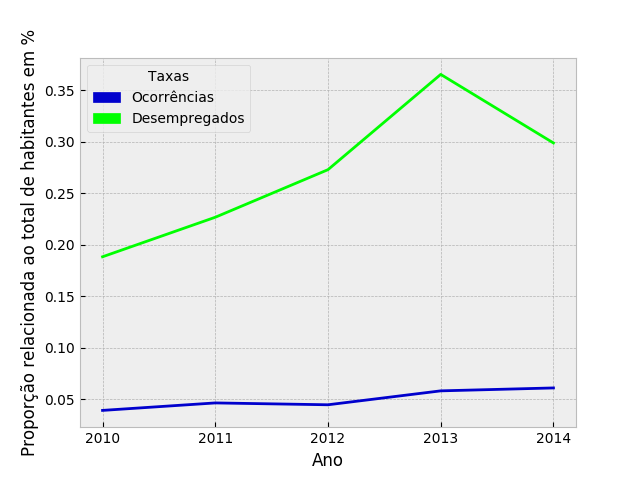 Proporção relacionada ao total de habitantes em %
Taxas
Ocorrências
Desempregados
0.35
0.30
0.25
0.20
0.15
0.10
0.05
2010 2011 2012 2013 2014
Ano